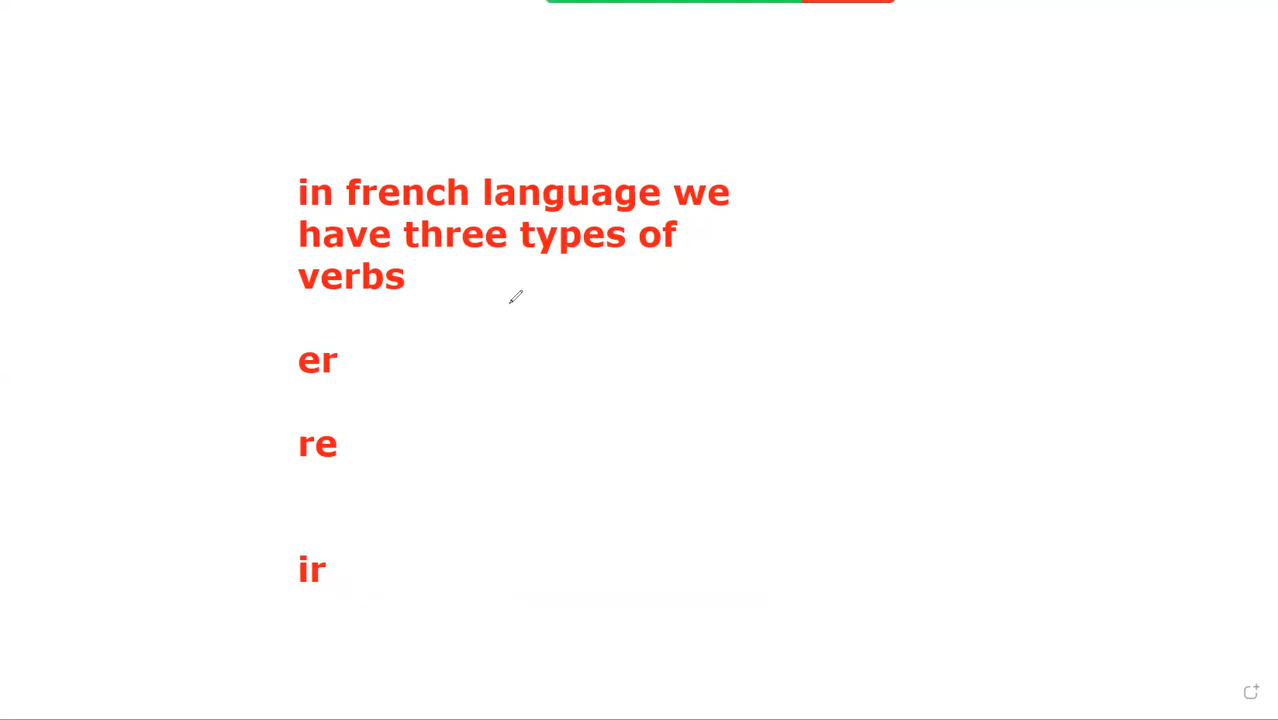 in french language we
have three types of
verbs
er
re
ir